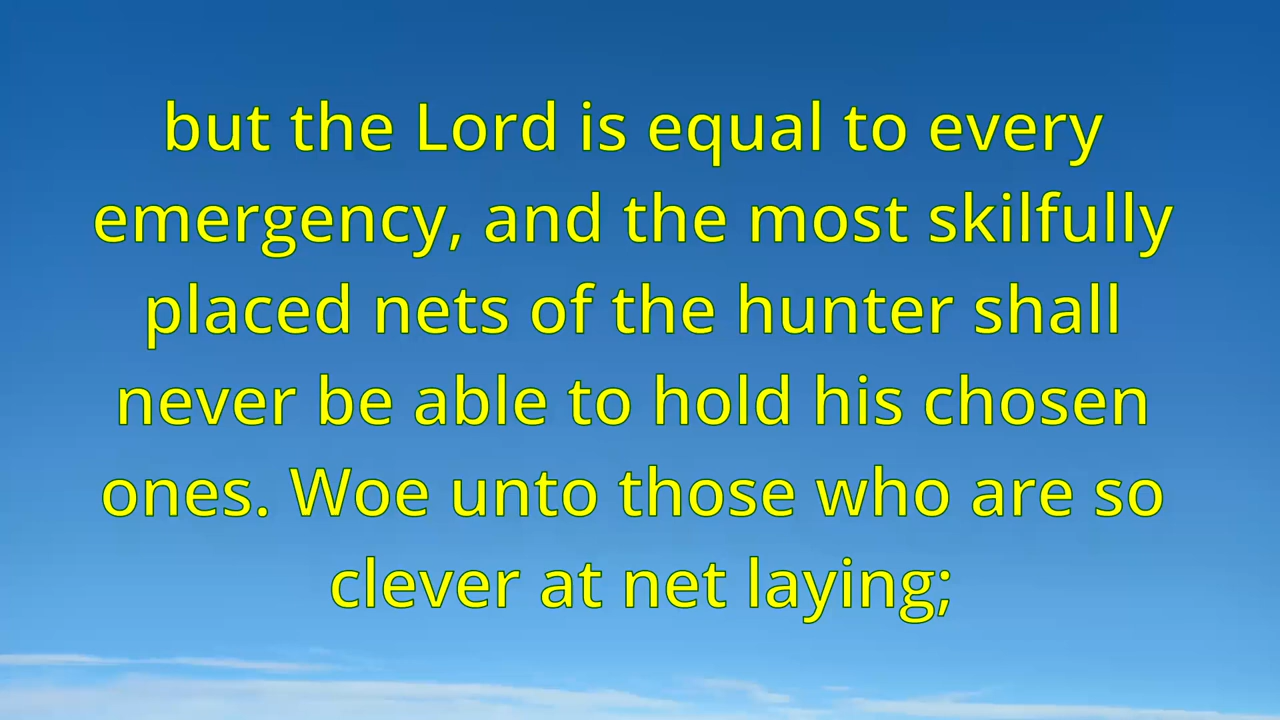 but the Lord is equal to every
emergency, and the most skilfully
placed nets of the hunter shall
never be able to hold his chosen
ones. Woe unto those who are so
clever at net laying;